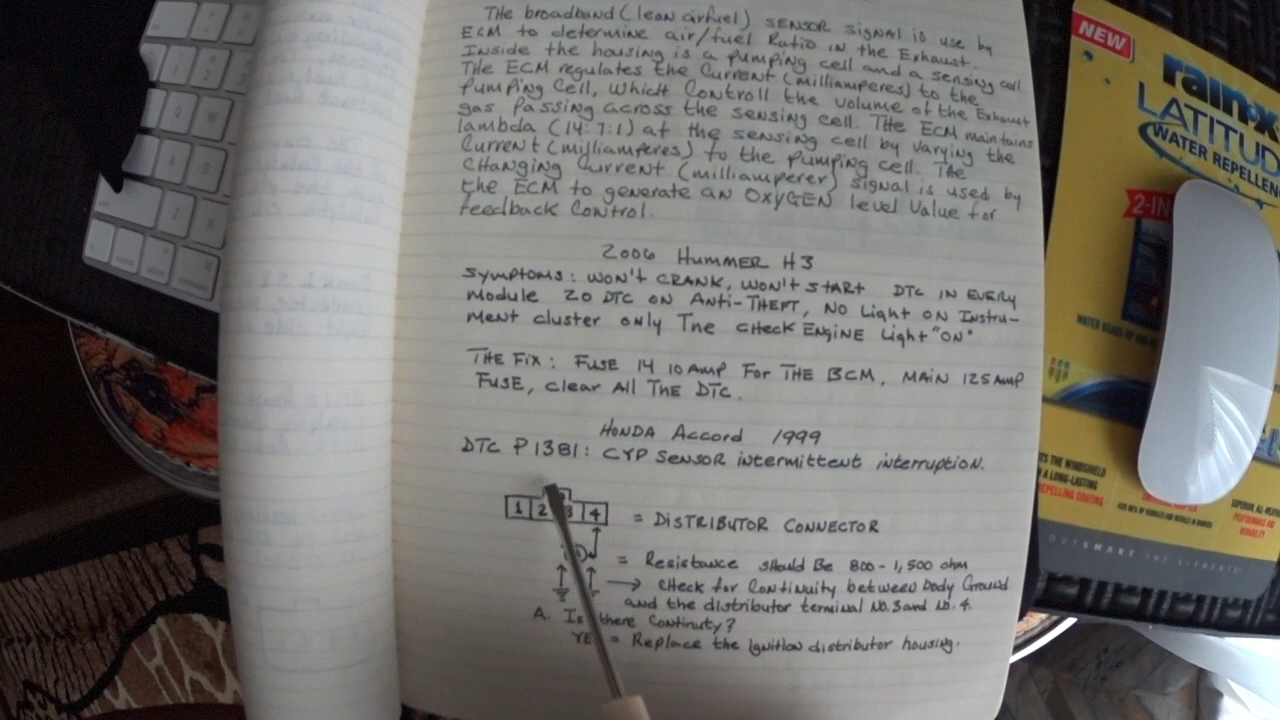 The broadband (lean airfuel) SENSOR signal is use by
ECM to determine air/fuel Ratio in the Exhaust.
Inside the housing is a pumping cell and a sensing cell
The ECM regulates the Current (milliamperes) to the
Pumping Cell, which Controll the volume of the Exhaust
gas passing across the sensing cell. The ECM maintains
lambda (14:7:1) at the sensing cell by varying the
Current (milliamperes) to the pumping cell. The
CHANGING Current (milliamperer) signal is used by
the ECM to generate an OXYGEN level value for
feedback Control.
2006 HUMMER H3
Symptoms: WON'T CRANK, WON'T START DTC IN EVERY
Module 20 DTC ON Anti-THEFT, NO Light ON Instru-
ment cluster only The CHECK ENGINE Light "ON"
THE FIX: FUSE 14 10 Amp For THE BCM, MAIN 125 Amp
FUSE, clear All THE DTC.
HONDA Accord 1999
DTC P1381: CYP SENSOR intermittent interruption.
1 2 3 4 = DISTRIBUTOR CONNECTOR
= Resistance should Be 800-1,500 ohm
→ check for Continuity between body Ground
and the distributor terminal No. 3 and No. 4.
A. Is there Continuty?
= Replace the Ignition distributor housing.
NEW
rain-x
LATITUD
WATER REPELLEN
2-IN
OUTSMART THE ELEMENTS
Q W
A S
Z X